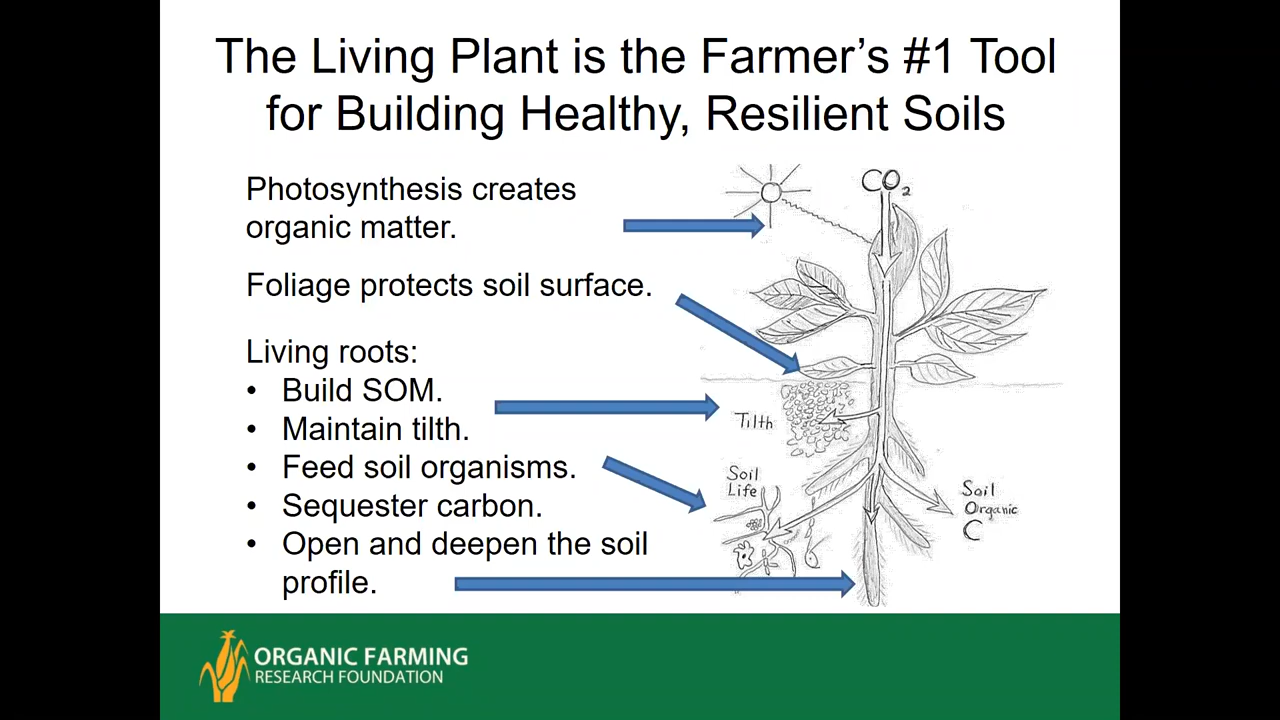 The Living Plant is the Farmer's #1 Tool
for Building Healthy, Resilient Soils
Photosynthesis creates
organic matter.
Foliage protects soil surface.
Living roots:
• Build SOM.
• Maintain tilth.
• Feed soil organisms.
• Sequester carbon.
• Open and deepen the soil
profile.
CO₂
Tilth
Soil
Life
Soil
Organic
C
ORGANIC FARMING
RESEARCH FOUNDATION